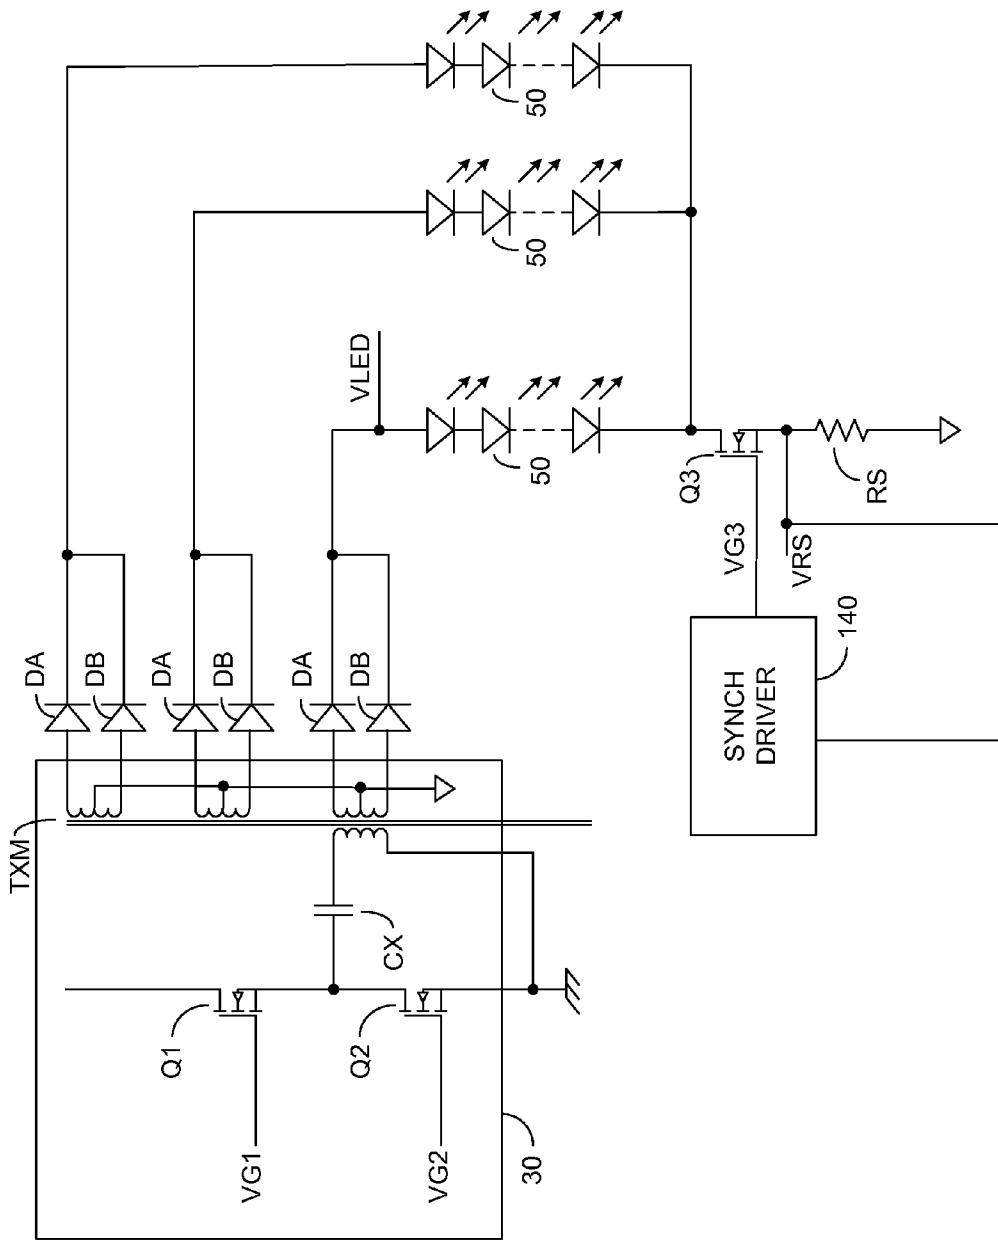 50
50
VLED
50
Q3
RS
VG3
VRS
DA
DB
DA
DB
DA
DB
SYNCH
DRIVER
140
TXM
CX
Q1
Q2
VG1
VG2
30